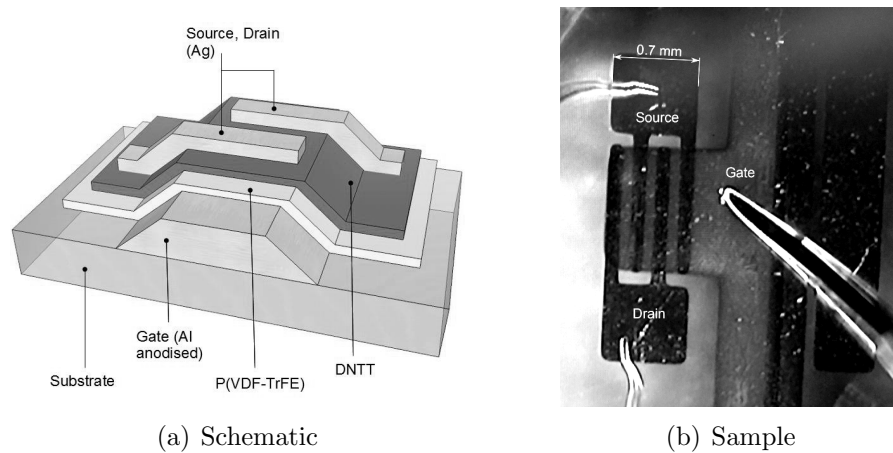 Source, Drain
(Ag)
Gate (Al
anodised)
Substrate
P(VDF-TrFE)
DNTT
0.7 mm
Source
Gate
Drain
(a) Schematic
(b) Sample